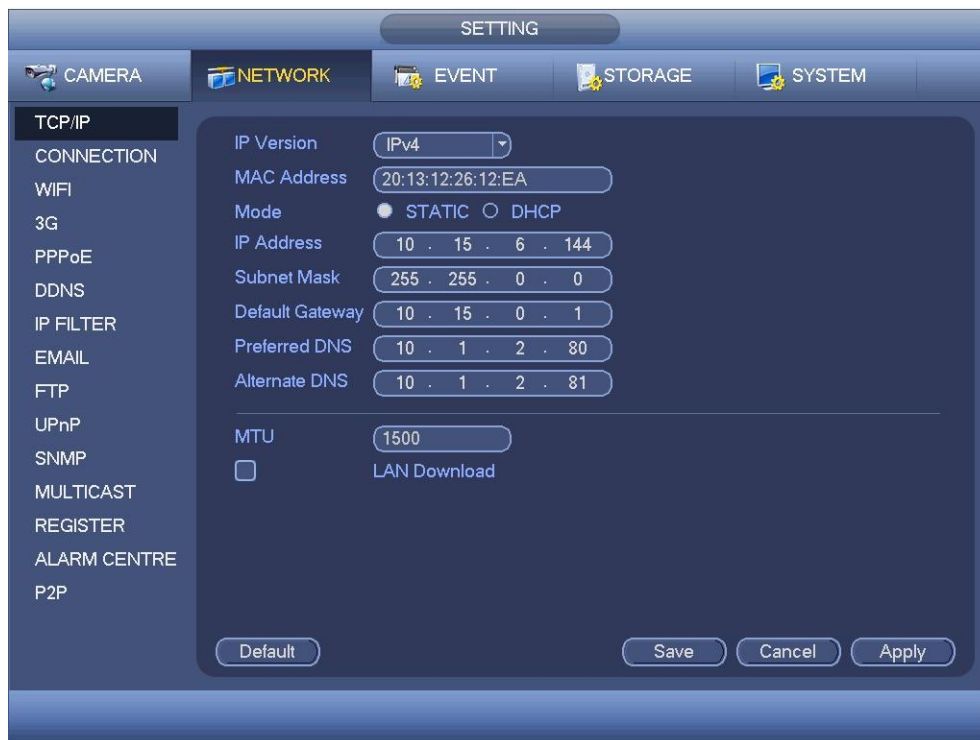 SETTING
CAMERA NETWORK EVENT STORAGE SYSTEM
TCP/IP
CONNECTION
WIFI
3G
PPPoE
DDNS
IP FILTER
EMAIL
FTP
UPnP
SNMP
MULTICAST
REGISTER
ALARM CENTRE
P2P
IP Version IPv4
MAC Address 20:13:12:26:12:EA
Mode STATIC DHCP
IP Address 10 . 15 . 6 . 144
Subnet Mask 255 . 255 . 0 . 0
Default Gateway 10 . 15 . 0 . 1
Preferred DNS 10 . 1 . 2 . 80
Alternate DNS 10 . 1 . 2 . 81
MTU 1500
LAN Download
Default Save Cancel Apply